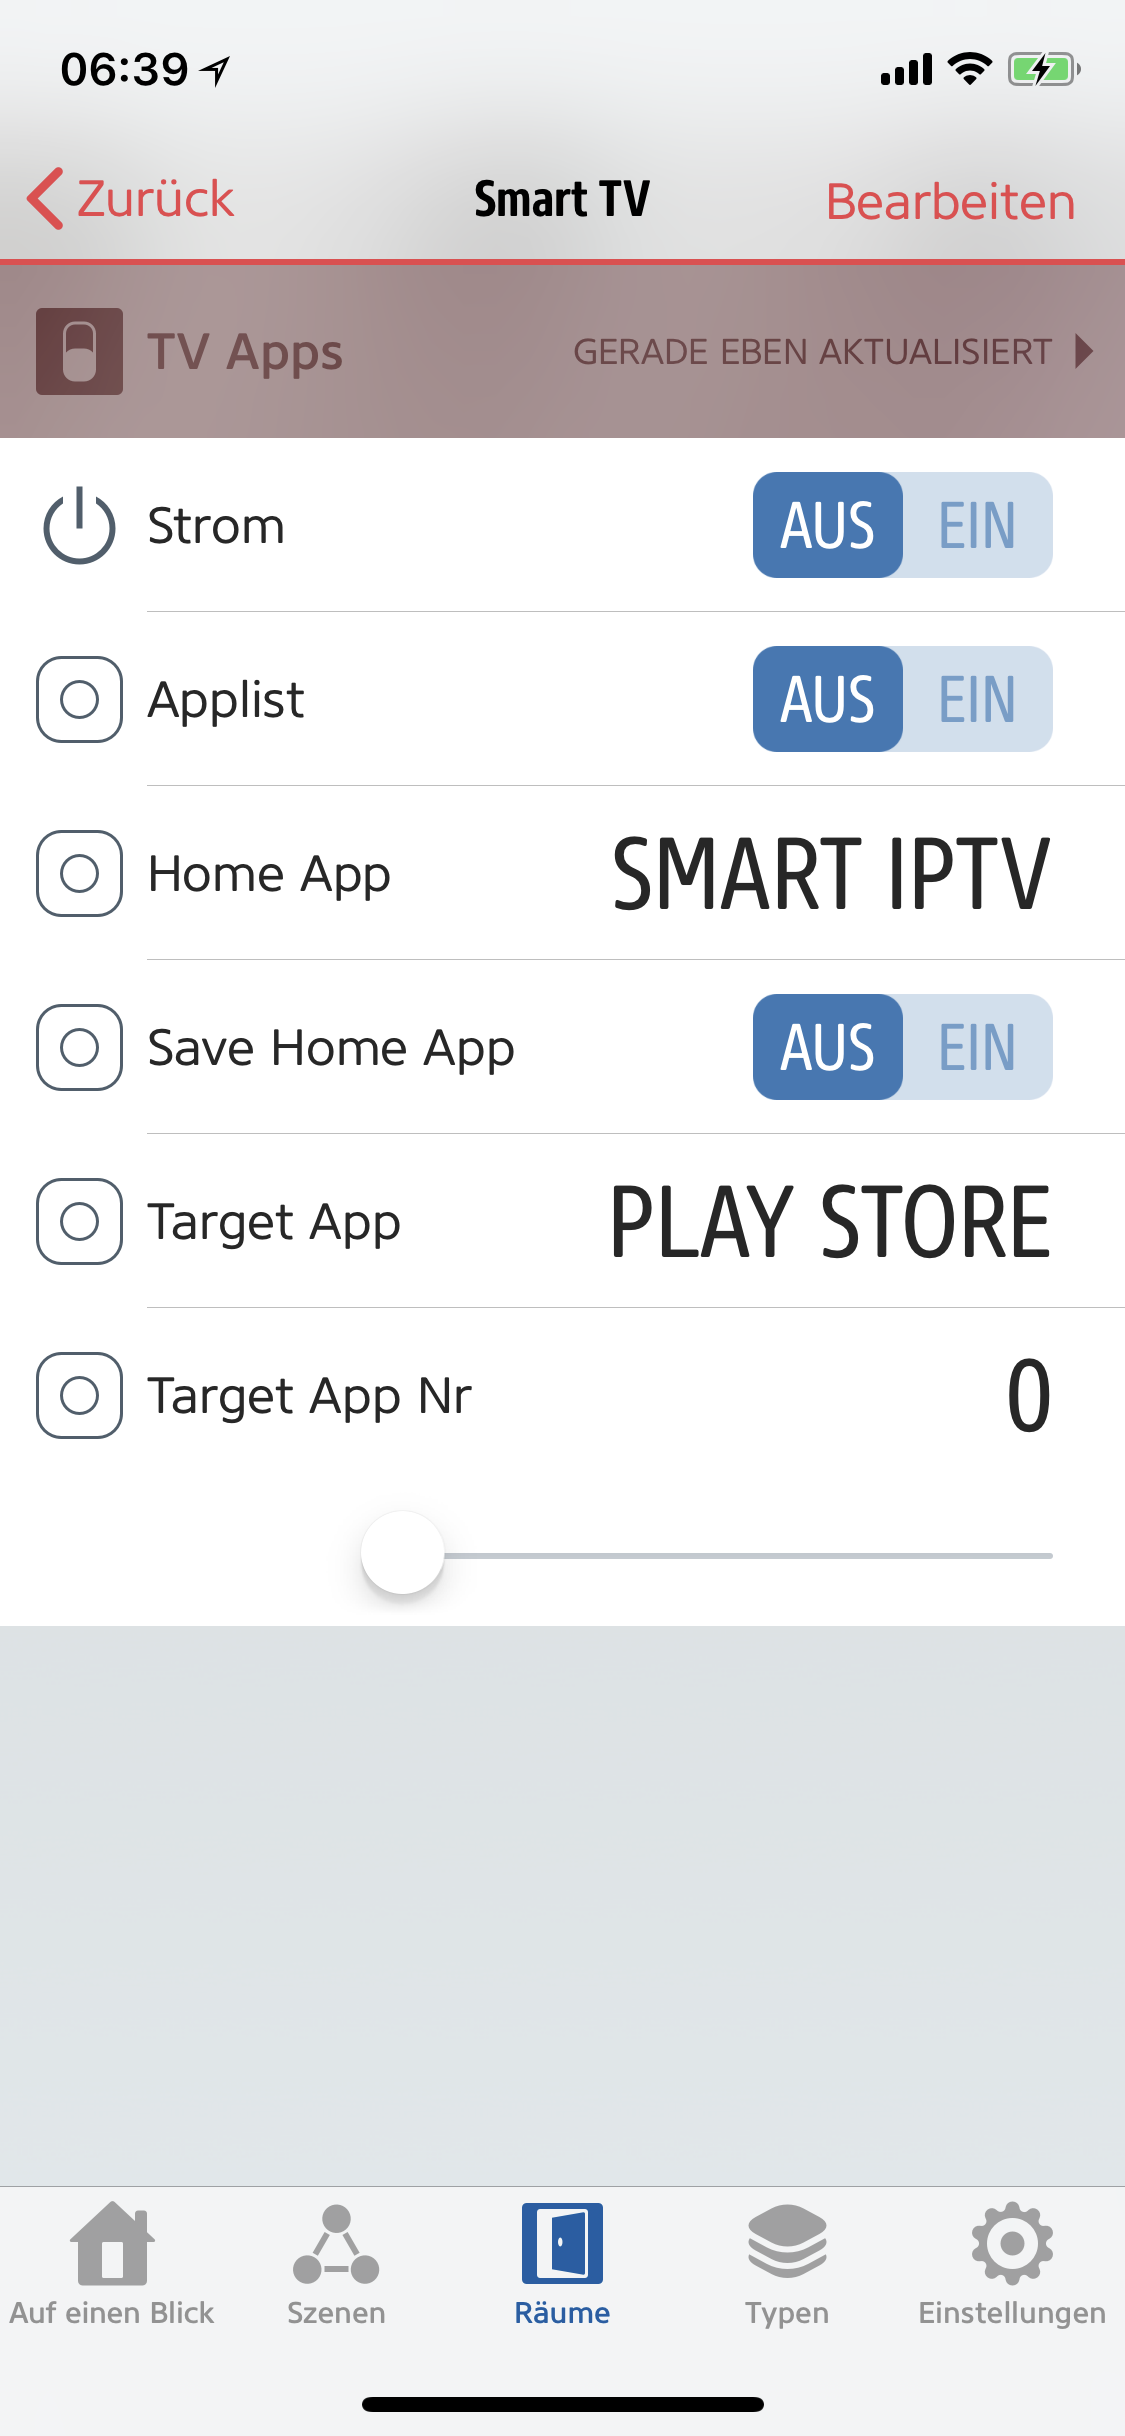 06:39
Zurück Smart TV Bearbeiten
TV Apps GERADE EBEN AKTUALISIERT
Strom AUS EIN
Applist AUS EIN
Home App SMART IPTV
Save Home App AUS EIN
Target App PLAY STORE
Target App Nr 0
Auf einen Blick Szenen Räume Typen Einstellungen